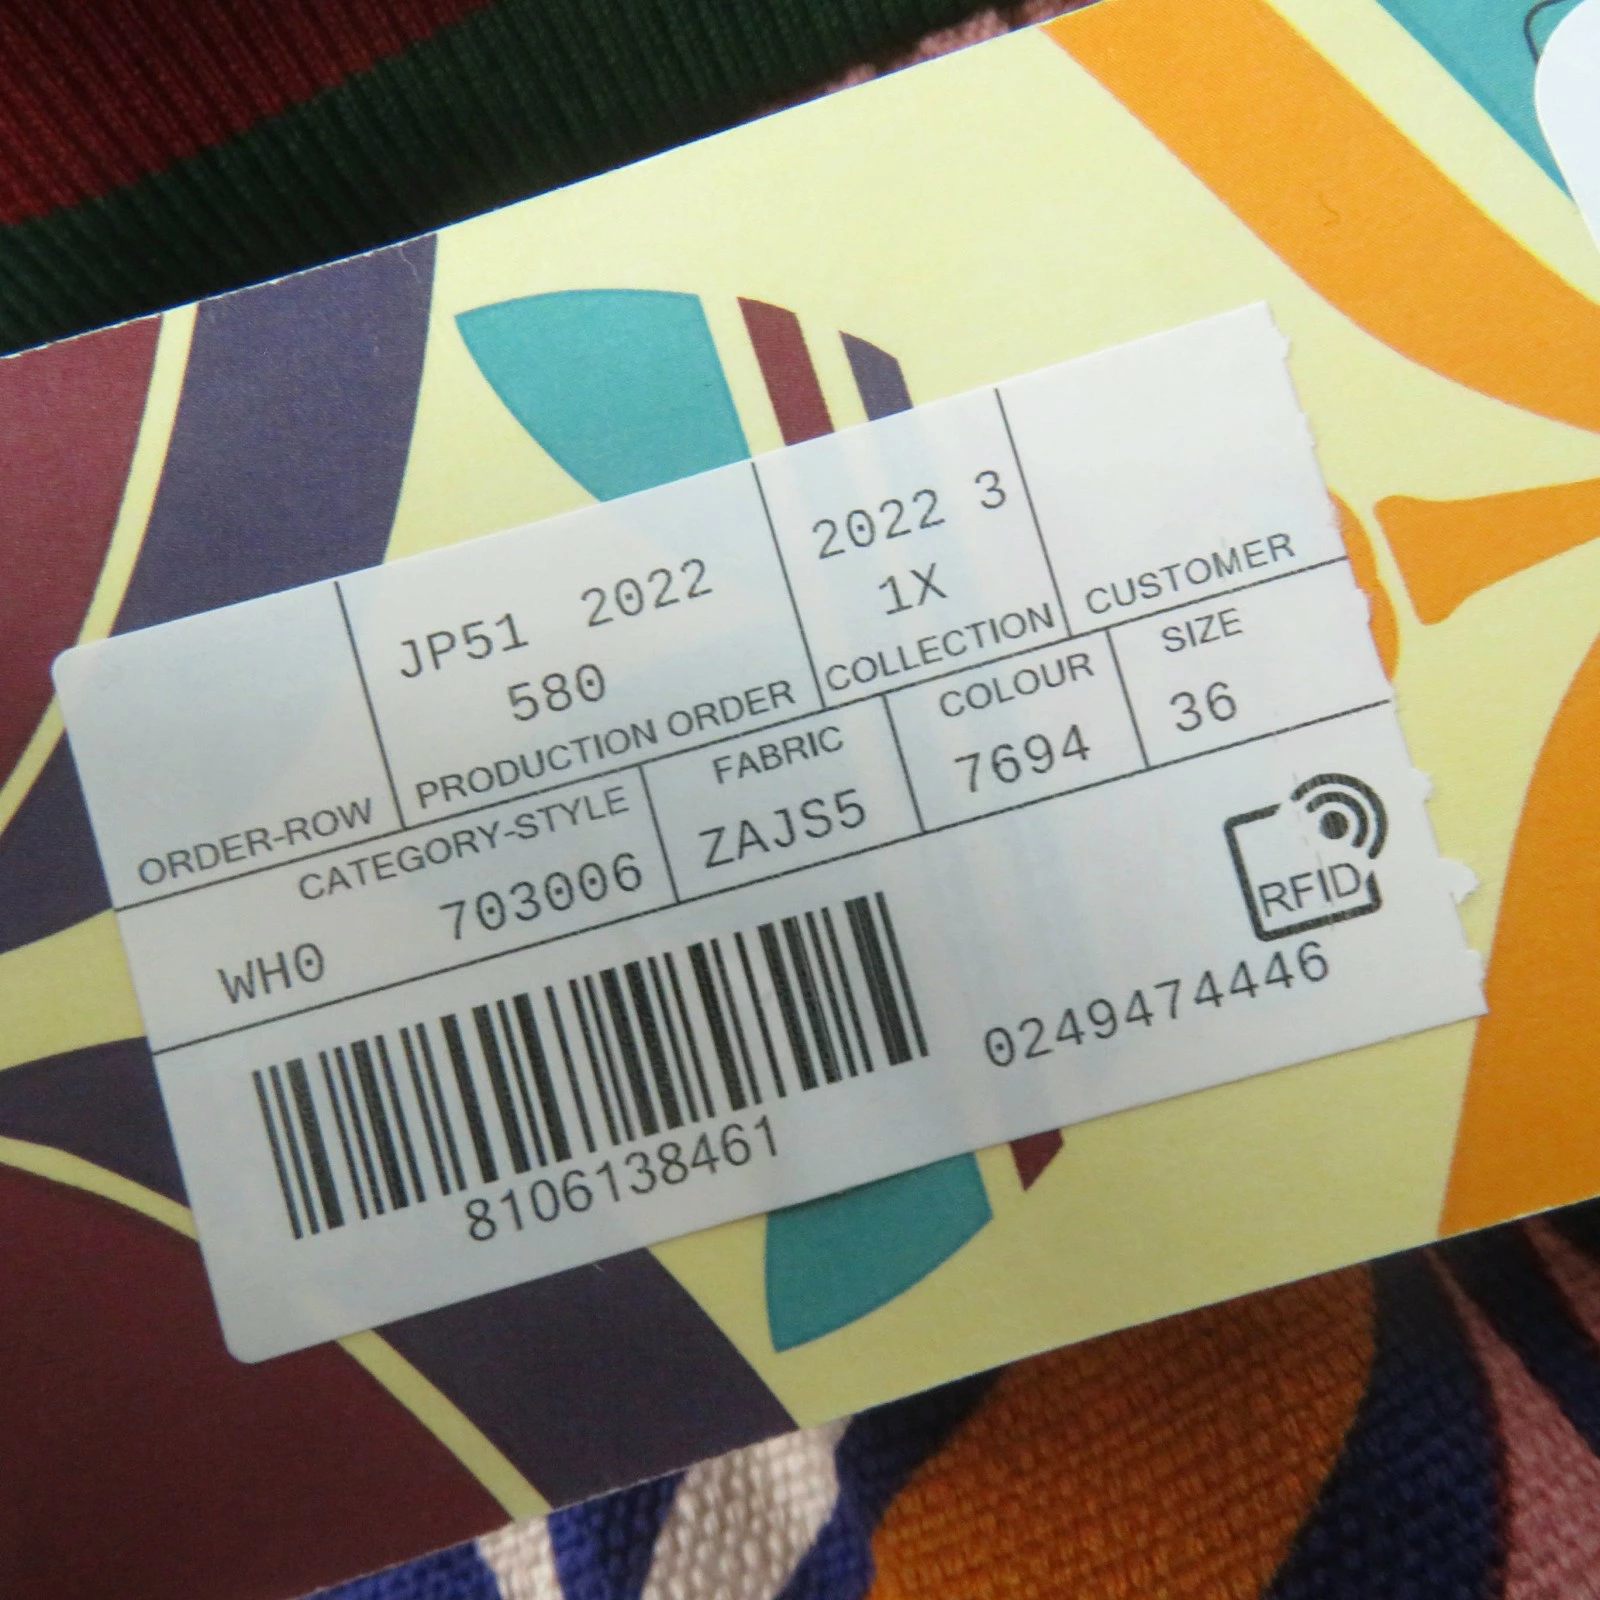 JP51 2022
580
2022 3
1X
ORDER-ROW
PRODUCTION ORDER
COLLECTION
CUSTOMER
CATEGORY-STYLE
FABRIC
COLOUR
SIZE
WH0 703006
ZAJS5
7694
36
RFID
8106138461
0249474446